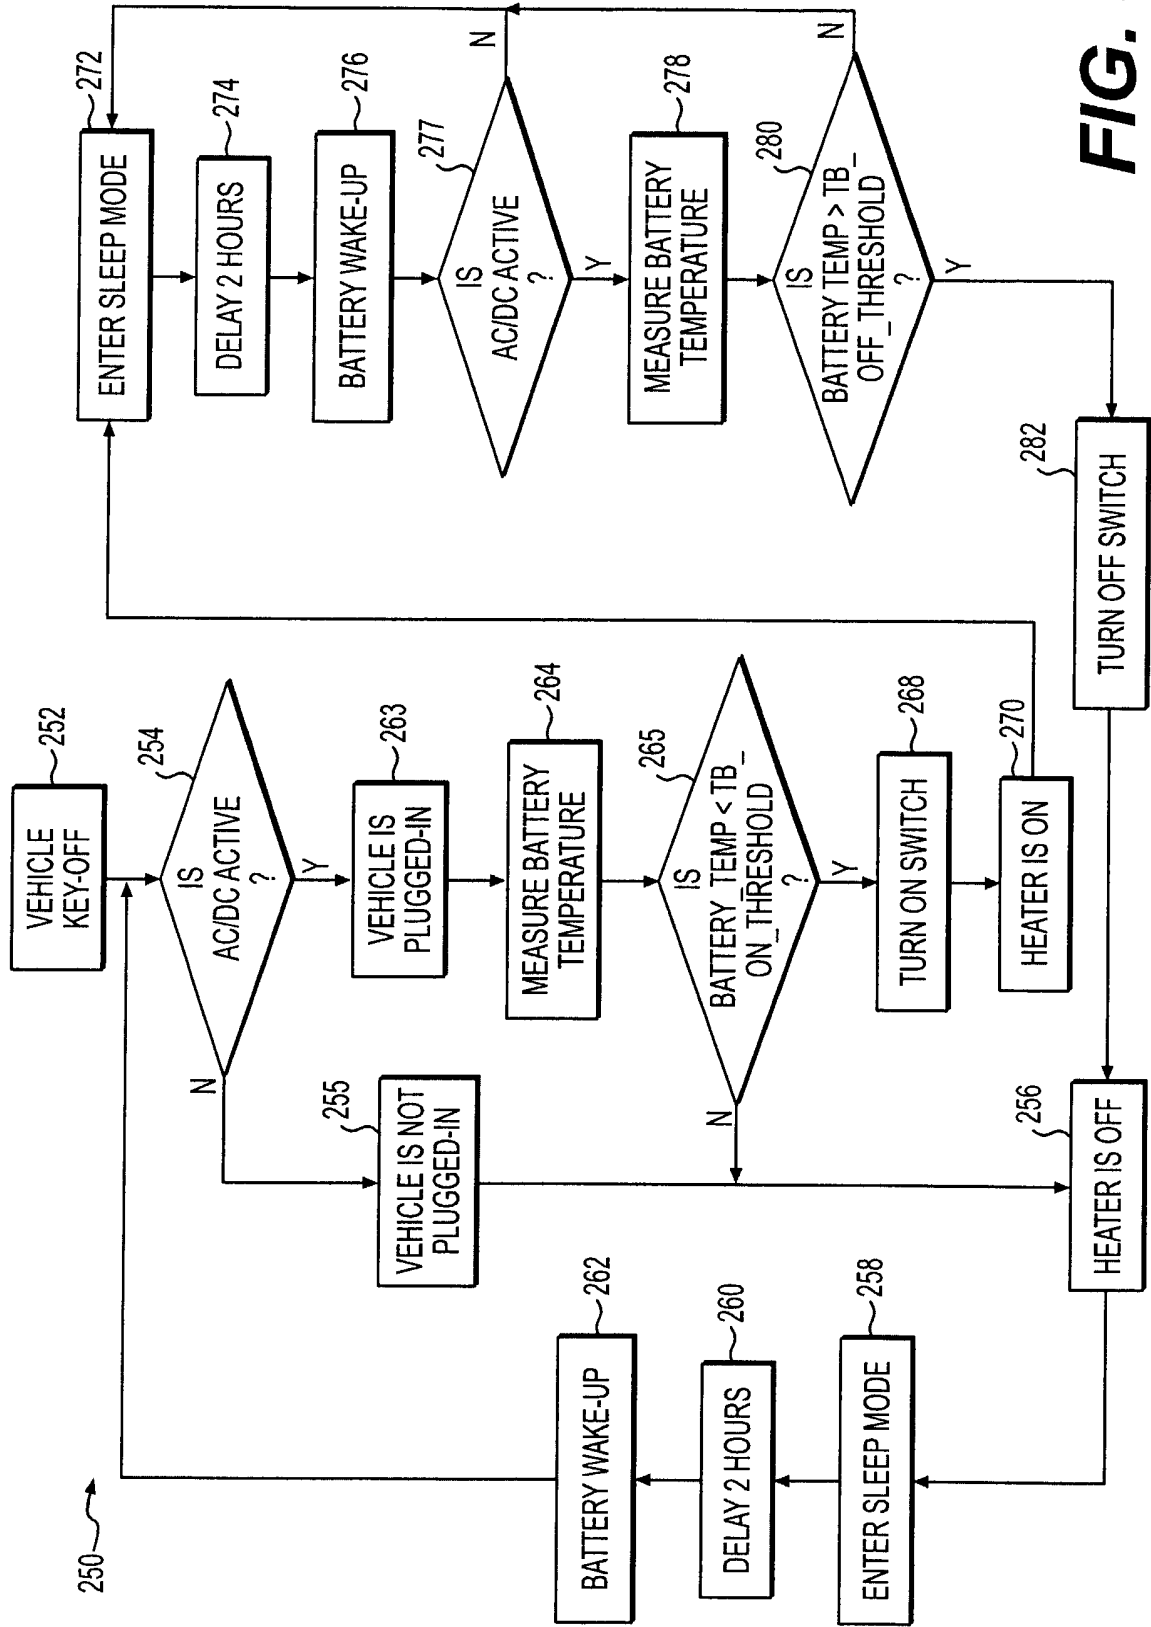 250
VEHICLE
KEY-OFF
252
IS
AC/DC ACTIVE
?
254
N
Y
VEHICLE IS NOT
PLUGGED-IN
255
VEHICLE IS
PLUGGED-IN
263
MEASURE BATTERY
TEMPERATURE
264
IS
BATTERY_TEMP < TB_
ON_THRESHOLD
?
265
N
Y
TURN ON SWITCH
268
HEATER IS ON
270
HEATER IS OFF
256
ENTER SLEEP MODE
258
DELAY 2 HOURS
260
BATTERY WAKE-UP
262
ENTER SLEEP MODE
272
DELAY 2 HOURS
274
BATTERY WAKE-UP
276
IS
AC/DC ACTIVE
?
277
N
Y
MEASURE BATTERY
TEMPERATURE
278
IS
BATTERY TEMP > TB_
OFF_THRESHOLD
?
280
N
Y
TURN OFF SWITCH
282
FIG.